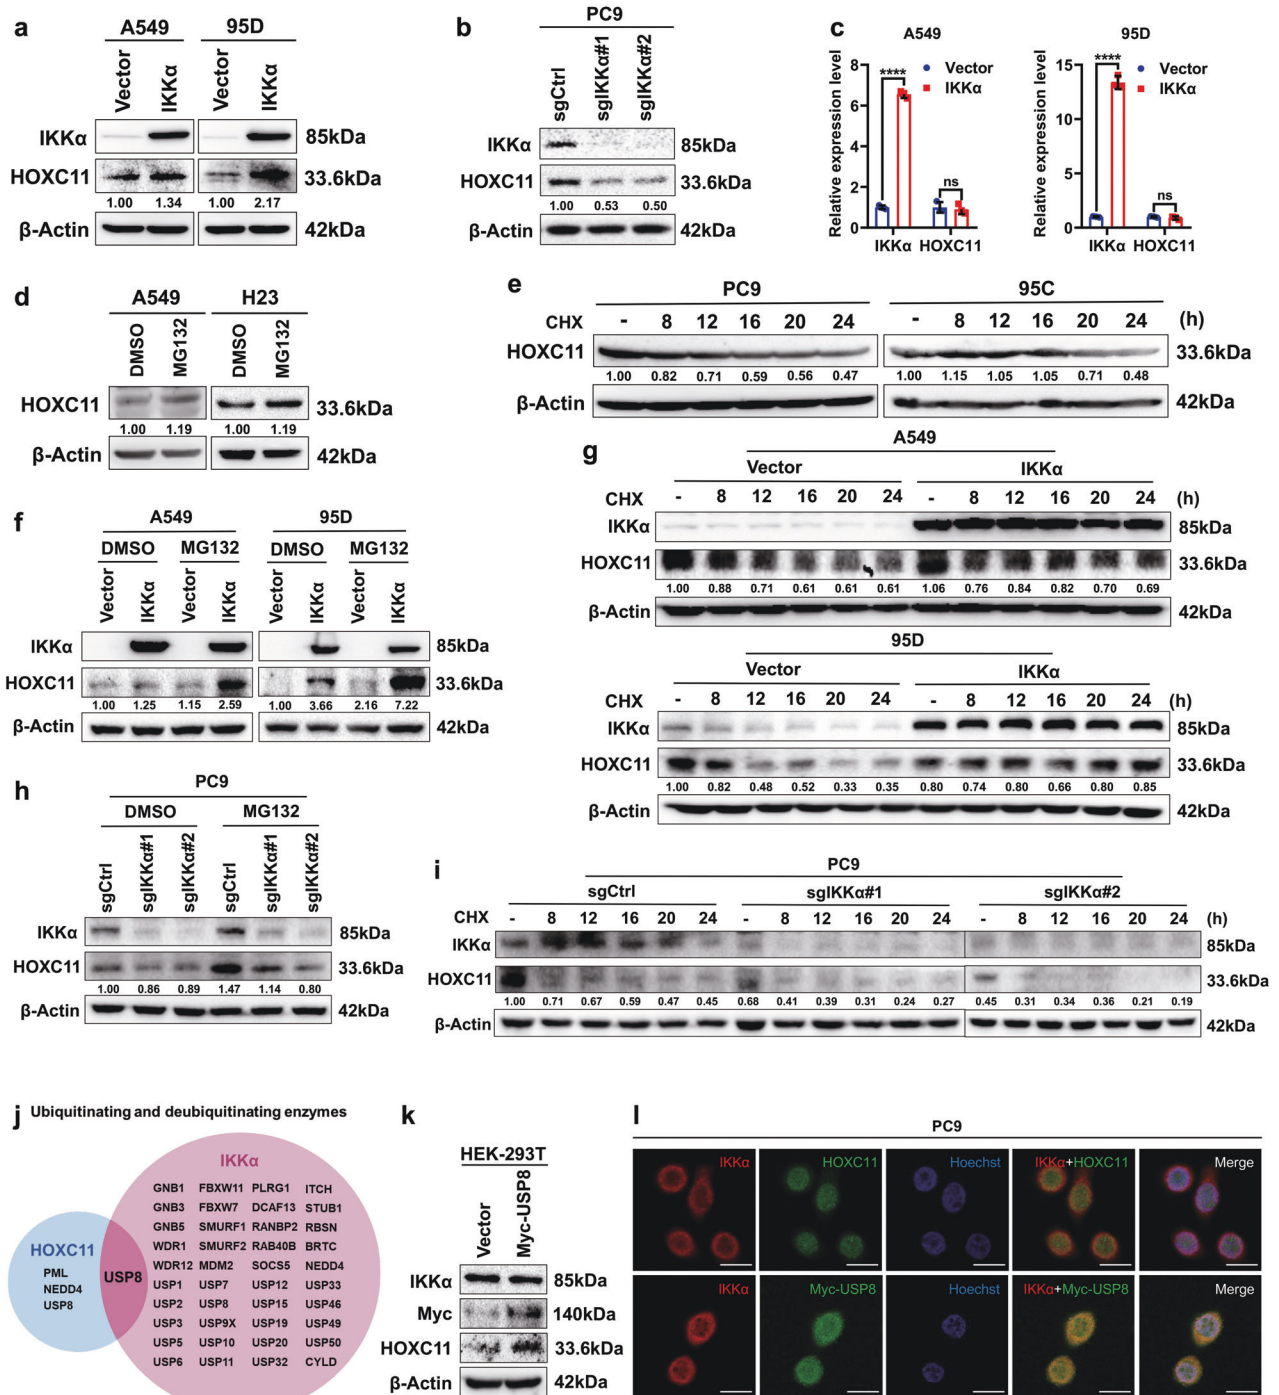 a
A549 95D
Vector IKKα Vector IKKα
IKKα 85kDa
HOXC11 33.6kDa
1.00 1.34 1.00 2.17
β-Actin 42kDa
b
PC9
sgCtrl sgIKKα#1 sgIKKα#2
IKKα 85kDa
HOXC11 33.6kDa
1.00 0.53 0.50
β-Actin 42kDa
c
A549
Relative expression level
8
6
4
2
0
****
ns
Vector
IKKα
IKKα HOXC11
95D
Relative expression level
15
10
5
0
****
ns
Vector
IKKα
IKKα HOXC11
d
A549 H23
DMSO MG132 DMSO MG132
HOXC11 33.6kDa
1.00 1.19 1.00 1.19
β-Actin 42kDa
e
PC9 95C
CHX - 8 12 16 20 24 - 8 12 16 20 24 (h)
HOXC11 33.6kDa
1.00 0.82 0.71 0.59 0.56 0.47 1.00 1.15 1.05 1.05 0.71 0.48
β-Actin 42kDa
f
A549 95D
DMSO MG132 DMSO MG132
Vector IKKα Vector IKKα Vector IKKα Vector IKKα
IKKα 85kDa
HOXC11 33.6kDa
1.00 1.25 1.15 2.59 1.00 3.66 2.16 7.22
β-Actin 42kDa
g
A549
Vector IKKα
CHX - 8 12 16 20 24 - 8 12 16 20 24 (h)
IKKα 85kDa
HOXC11 33.6kDa
1.00 0.88 0.71 0.61 0.61 0.61 1.06 0.76 0.84 0.82 0.70 0.69
β-Actin 42kDa
95D
Vector IKKα
CHX - 8 12 16 20 24 - 8 12 16 20 24 (h)
IKKα 85kDa
HOXC11 33.6kDa
1.00 0.82 0.48 0.52 0.33 0.35 0.80 0.74 0.80 0.66 0.80 0.85
β-Actin 42kDa
h
PC9
DMSO MG132
sgCtrl sgIKKα#1 sgIKKα#2 sgCtrl sgIKKα#1 sgIKKα#2
IKKα 85kDa
HOXC11 33.6kDa
1.00 0.86 0.89 1.47 1.14 0.80
β-Actin 42kDa
i
PC9
sgCtrl sgIKKα#1 sgIKKα#2
CHX - 8 12 16 20 24 - 8 12 16 20 24 - 8 12 16 20 24 (h)
IKKα 85kDa
HOXC11 33.6kDa
1.00 0.71 0.67 0.59 0.47 0.45 0.68 0.41 0.39 0.31 0.24 0.27 0.45 0.31 0.34 0.36 0.21 0.19
β-Actin 42kDa
j Ubiquitinating and deubiquitinating enzymes
HOXC11
PML
NEDD4
USP8
USP8
IKKα
GNB1 FBXW11 PLRG1 ITCH
GNB3 FBXW7 DCAF13 STUB1
GNB5 SMURF1 RANBP2 RBSN
WDR1 SMURF2 RAB40B BRTC
WDR12 MDM2 SOCS5 NEDD4
USP1 USP7 USP12 USP33
USP2 USP8 USP15 USP46
USP3 USP9X USP19 USP49
USP5 USP10 USP20 USP50
USP6 USP11 USP32 CYLD
k
HEK-293T
Vector Myc-USP8
IKKα 85kDa
Myc 140kDa
HOXC11 33.6kDa
β-Actin 42kDa
l
PC9
IKKα HOXC11 Hoechst IKKα+HOXC11 Merge
IKKα Myc-USP8 Hoechst IKKα+Myc-USP8 Merge